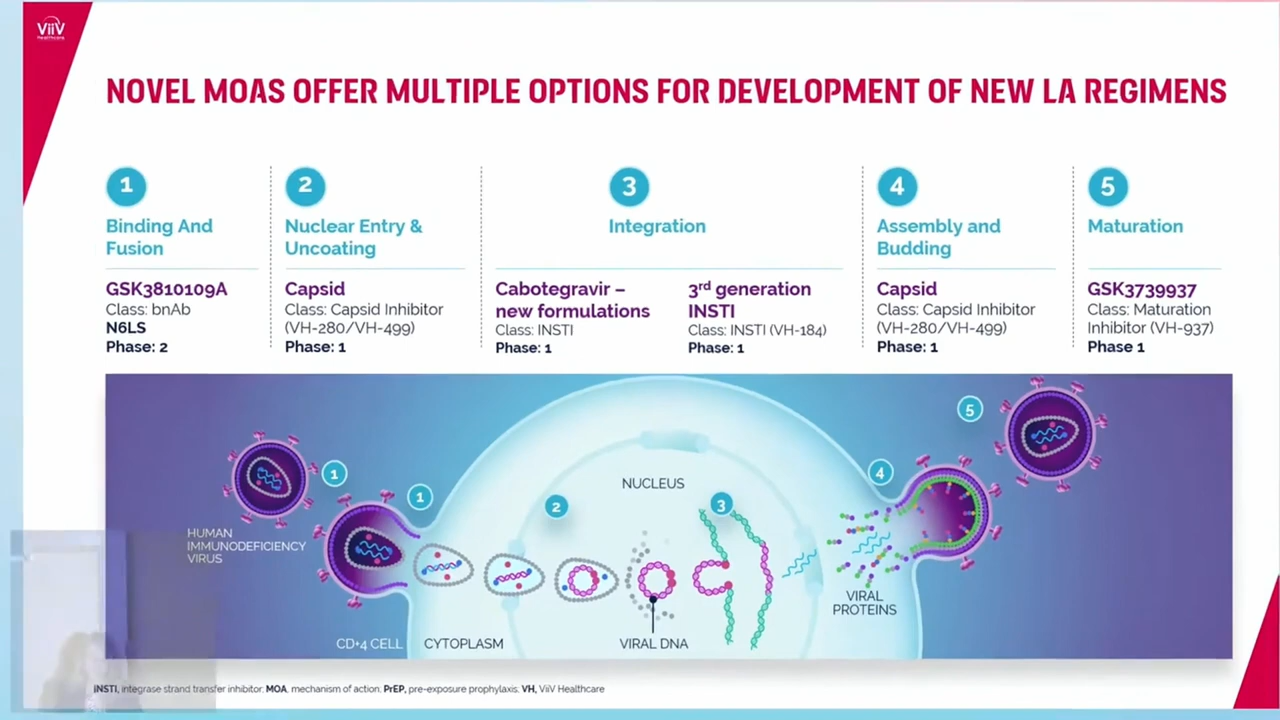 ViiV
Healthcare
NOVEL MOAS OFFER MULTIPLE OPTIONS FOR DEVELOPMENT OF NEW LA REGIMENS
1
Binding And
Fusion
GSK3810109A
Class: bnAb
N6LS
Phase: 2
2
Nuclear Entry &
Uncoating
Capsid
Class: Capsid Inhibitor
(VH-280/VH-499)
Phase: 1
3
Integration
Cabotegravir –
new formulations
Class: INSTI
Phase: 1
3rd generation
INSTI
Class: INSTI (VH-184)
Phase: 1
4
Assembly and
Budding
Capsid
Class: Capsid Inhibitor
(VH-280/VH-499)
Phase: 1
5
Maturation
GSK3739937
Class: Maturation
Inhibitor (VH-937)
Phase 1
1
HUMAN
IMMUNODEFICIENCY
VIRUS
1
CD+4 CELL
CYTOPLASM
2
NUCLEUS
3
VIRAL DNA
4
VIRAL
PROTEINS
5
INSTI, integrase strand transfer inhibitor; MOA, mechanism of action; PrEP, pre-exposure prophylaxis; VH, ViiV Healthcare